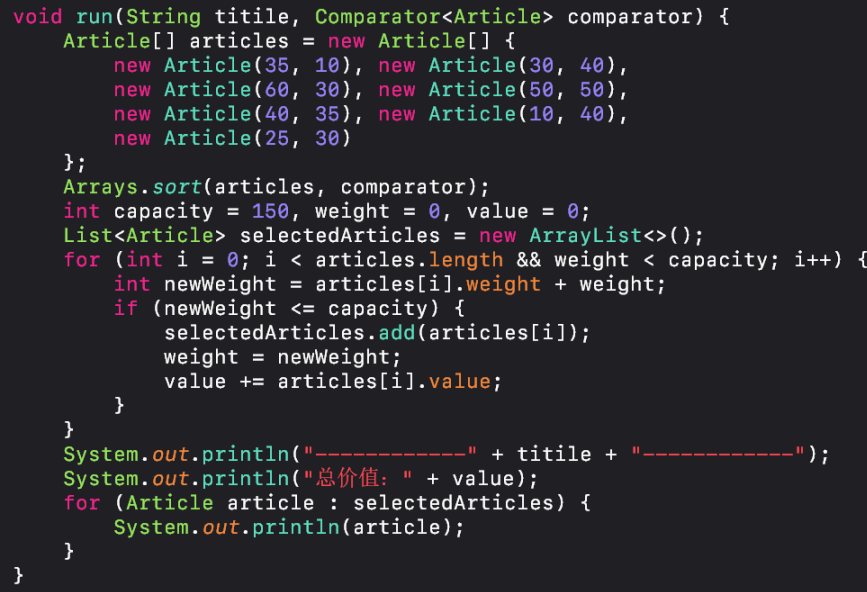 void run(String titile, Comparator<Article> comparator) {
    Article[] articles = new Article[] {
        new Article(35, 10), new Article(30, 40),
        new Article(60, 30), new Article(50, 50),
        new Article(40, 35), new Article(10, 40),
        new Article(25, 30)
    };
    Arrays.sort(articles, comparator);
    int capacity = 150, weight = 0, value = 0;
    List<Article> selectedArticles = new ArrayList<>();
    for (int i = 0; i < articles.length && weight < capacity; i++) {
        int newWeight = articles[i].weight + weight;
        if (newWeight <= capacity) {
            selectedArticles.add(articles[i]);
            weight = newWeight;
            value += articles[i].value;
        }
    }
    System.out.println("------------" + titile + "------------");
    System.out.println("总价值：" + value);
    for (Article article : selectedArticles) {
        System.out.println(article);
    }
}